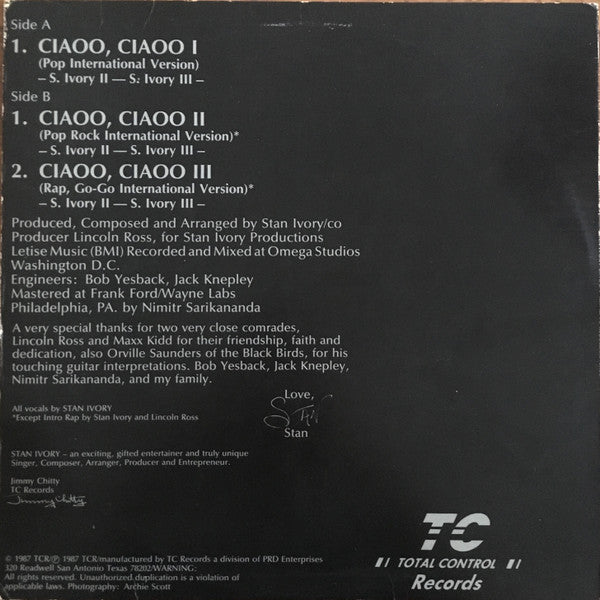 Side A
1. CIAOO, CIAOO I
(Pop International Version)
– S. Ivory II — S. Ivory III –
Side B
1. CIAOO, CIAOO II
(Pop Rock International Version)*
– S. Ivory II — S. Ivory III –
2. CIAOO, CIAOO III
(Rap, Go-Go International Version)*
– S. Ivory II — S. Ivory III –
Produced, Composed and Arranged by Stan Ivory/co
Producer Lincoln Ross, for Stan Ivory Productions
Letise Music (BMI) Recorded and Mixed at Omega Studios
Washington D.C.
Engineers: Bob Yesback, Jack Knepley
Mastered at Frank Ford/Wayne Labs
Philadelphia, PA. by Nimitr Sarikananda
A very special thanks for two very close comrades,
Lincoln Ross and Maxx Kidd for their friendship, faith and
dedication, also Orville Saunders of the Black Birds, for his
touching guitar interpretations. Bob Yesback, Jack Knepley,
Nimitr Sarikananda, and my family.
Love,
Stan
Stan
All vocals by STAN IVORY
*Except Intro Rap by Stan Ivory and Lincoln Ross
STAN IVORY – an exciting, gifted entertainer and truly unique
Singer, Composer, Arranger, Producer and Entrepreneur.
Jimmy Chitty
TC Records
Jimmy Chitty
© 1987 TCR/℗ 1987 TCR/manufactured by TC Records a division of PRD Enterprises
320 Readwell San Antonio Texas 78202/WARNING:
All rights reserved. Unauthorized duplication is a violation of
applicable laws. Photography: Archie Scott
TC
TOTAL CONTROL
Records